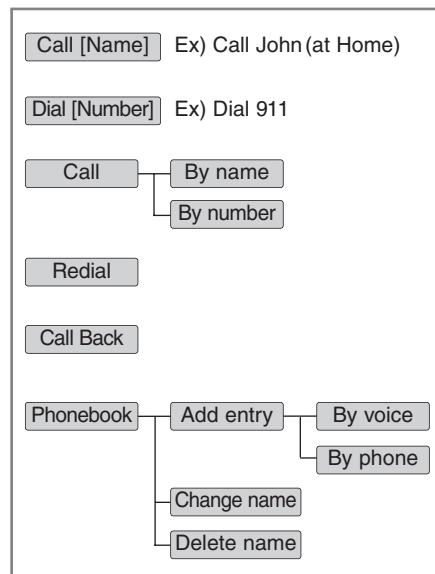 Call [Name] Ex) Call John (at Home)
Dial [Number] Ex) Dial 911
Call By name
By number
Redial
Call Back
Phonebook Add entry By voice
By phone
Change name
Delete name